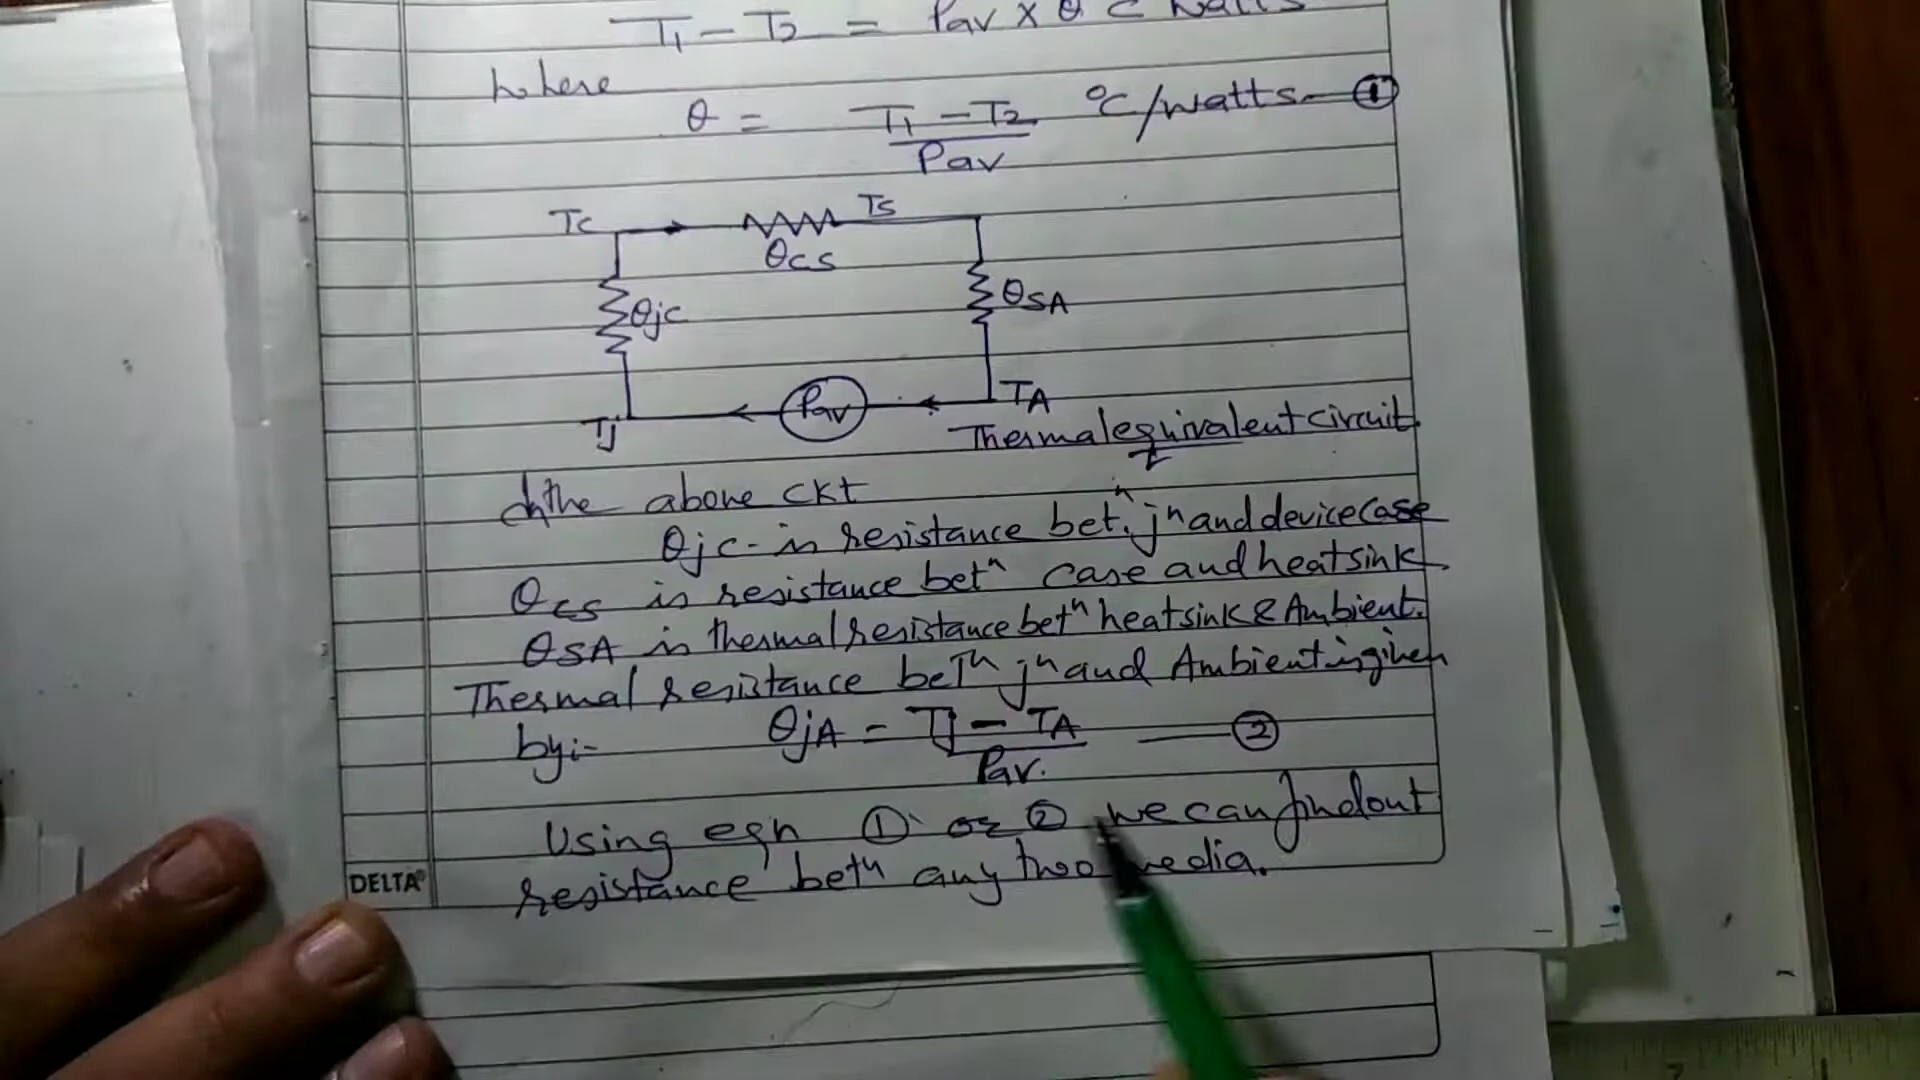 T₁ - T₂ = Pav x θ °C watts
where
θ = T₁ - T₂ / Pav °C/watts - ①
Tc Ts
θcs
θjc θSA
Pav TA
Tj
Thermal equivalent circuit
In the above ckt
θjc - is resistance betⁿ. jⁿ and device case
θcs is resistance betⁿ case and heatsink.
θSA is thermal resistance betⁿ heatsink & Ambient.
Thermal resistance beTⁿ jⁿ and Ambient is given
by:- θjA = Tj - TA / Pav. - ②
Using eqn ① or ② we can findout
resistance betⁿ any two media.
DELTA®